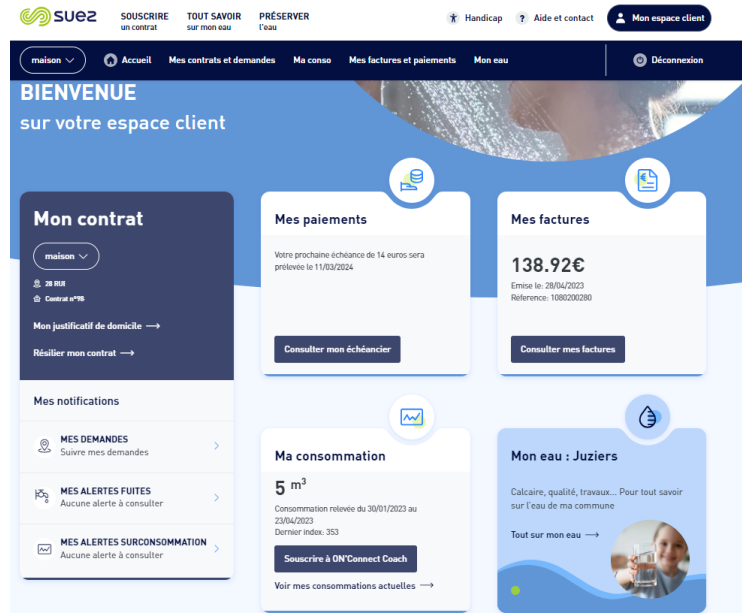 suez
SOUSCRIRE
un contrat
TOUT SAVOIR
sur mon eau
PRÉSERVER
l'eau
Handicap
? Aide et contact
Mon espace client
maison
Accueil
Mes contrats et demandes
Ma conso
Mes factures et paiements
Mon eau
Déconnexion
BIENVENUE
sur votre espace client
Mon contrat
maison
28 RUI
Contrat n°98
Mon justificatif de domicile →
Résilier mon contrat →
Mes notifications
MES DEMANDES
Suivre mes demandes
MES ALERTES FUITES
Aucune alerte à consulter
MES ALERTES SURCONSOMMATION
Aucune alerte à consulter
Mes paiements
Votre prochaine échéance de 14 euros sera
prélevée le 11/03/2024
Consulter mon échéancier
Mes factures
138.92€
Emise le: 28/04/2023
Réference: 1080200280
Consulter mes factures
Ma consommation
5 m³
Consommation relevée du 30/01/2023 au
23/04/2023
Dernier index: 353
Souscrire à ON'Connect Coach
Voir mes consommations actuelles →
Mon eau : Juziers
Calcaire, qualité, travaux... Pour tout savoir
sur l'eau de ma commune
Tout sur mon eau →